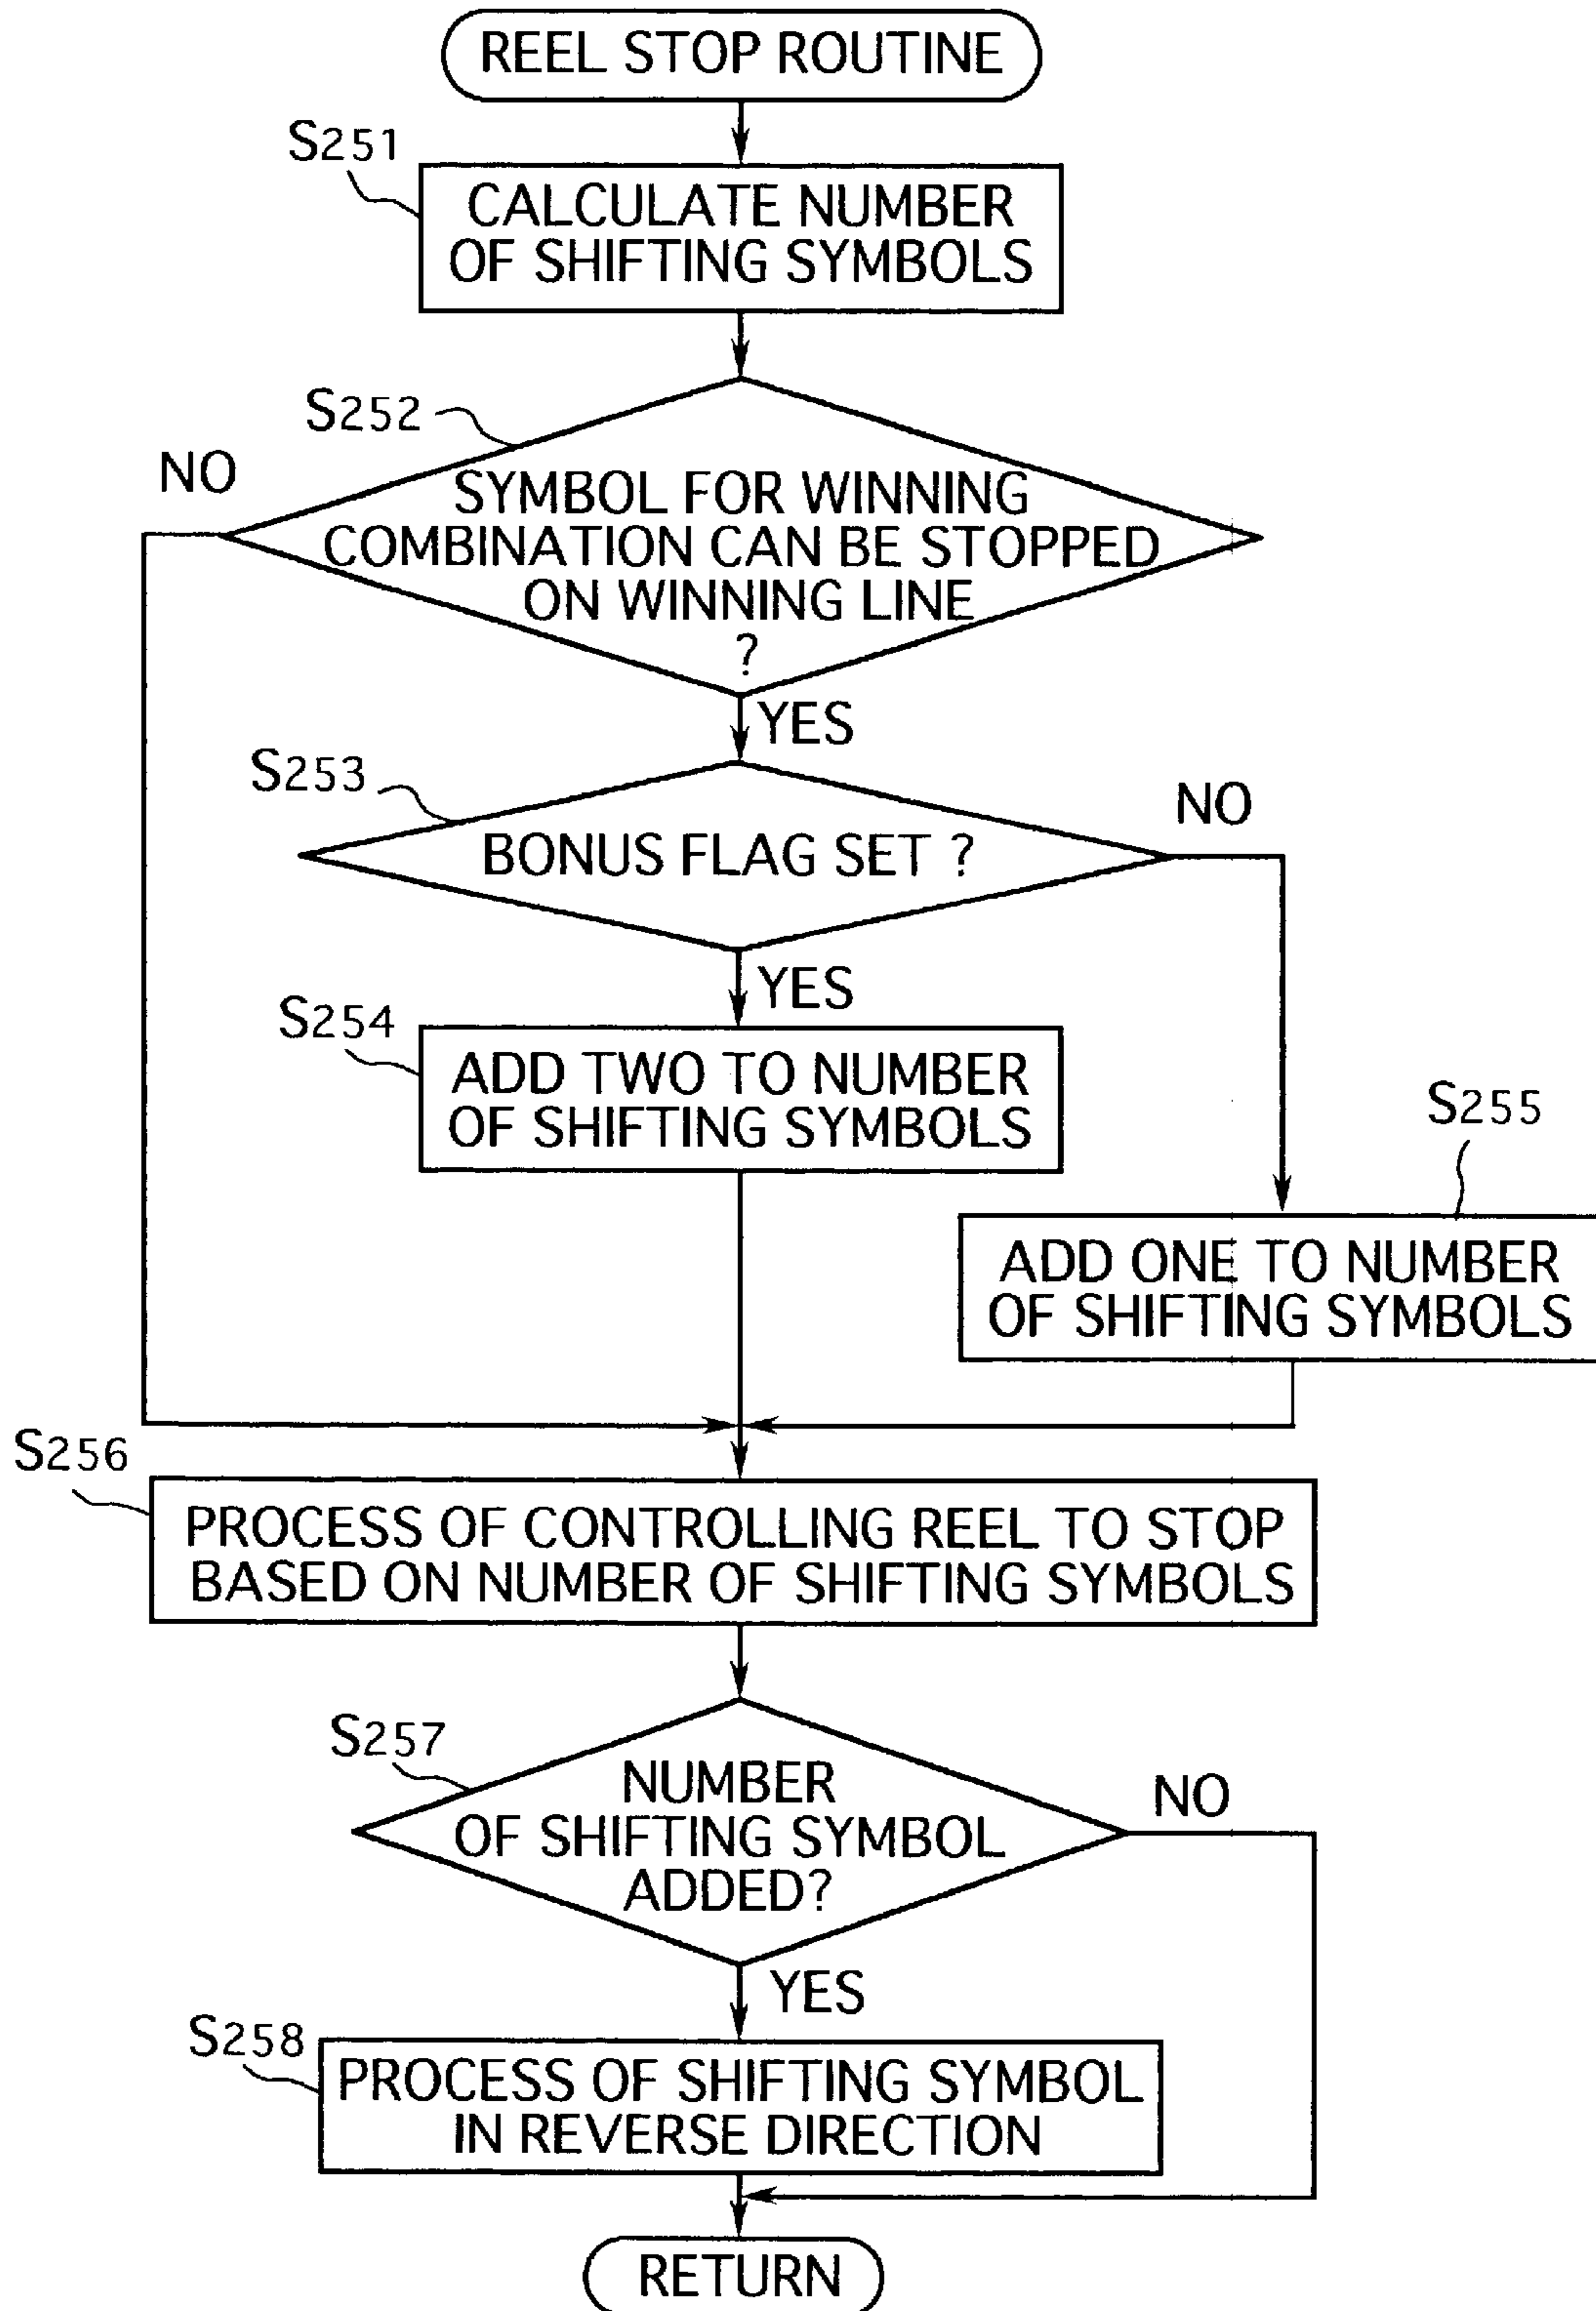 REEL STOP ROUTINE
S251
CALCULATE NUMBER
OF SHIFTING SYMBOLS
S252
NO
SYMBOL FOR WINNING
COMBINATION CAN BE STOPPED
ON WINNING LINE
?
YES
S253
NO
BONUS FLAG SET ?
YES
S254
ADD TWO TO NUMBER
OF SHIFTING SYMBOLS
S255
ADD ONE TO NUMBER
OF SHIFTING SYMBOLS
S256
PROCESS OF CONTROLLING REEL TO STOP
BASED ON NUMBER OF SHIFTING SYMBOLS
S257
NUMBER
OF SHIFTING SYMBOL
ADDED?
NO
YES
S258
PROCESS OF SHIFTING SYMBOL
IN REVERSE DIRECTION
RETURN